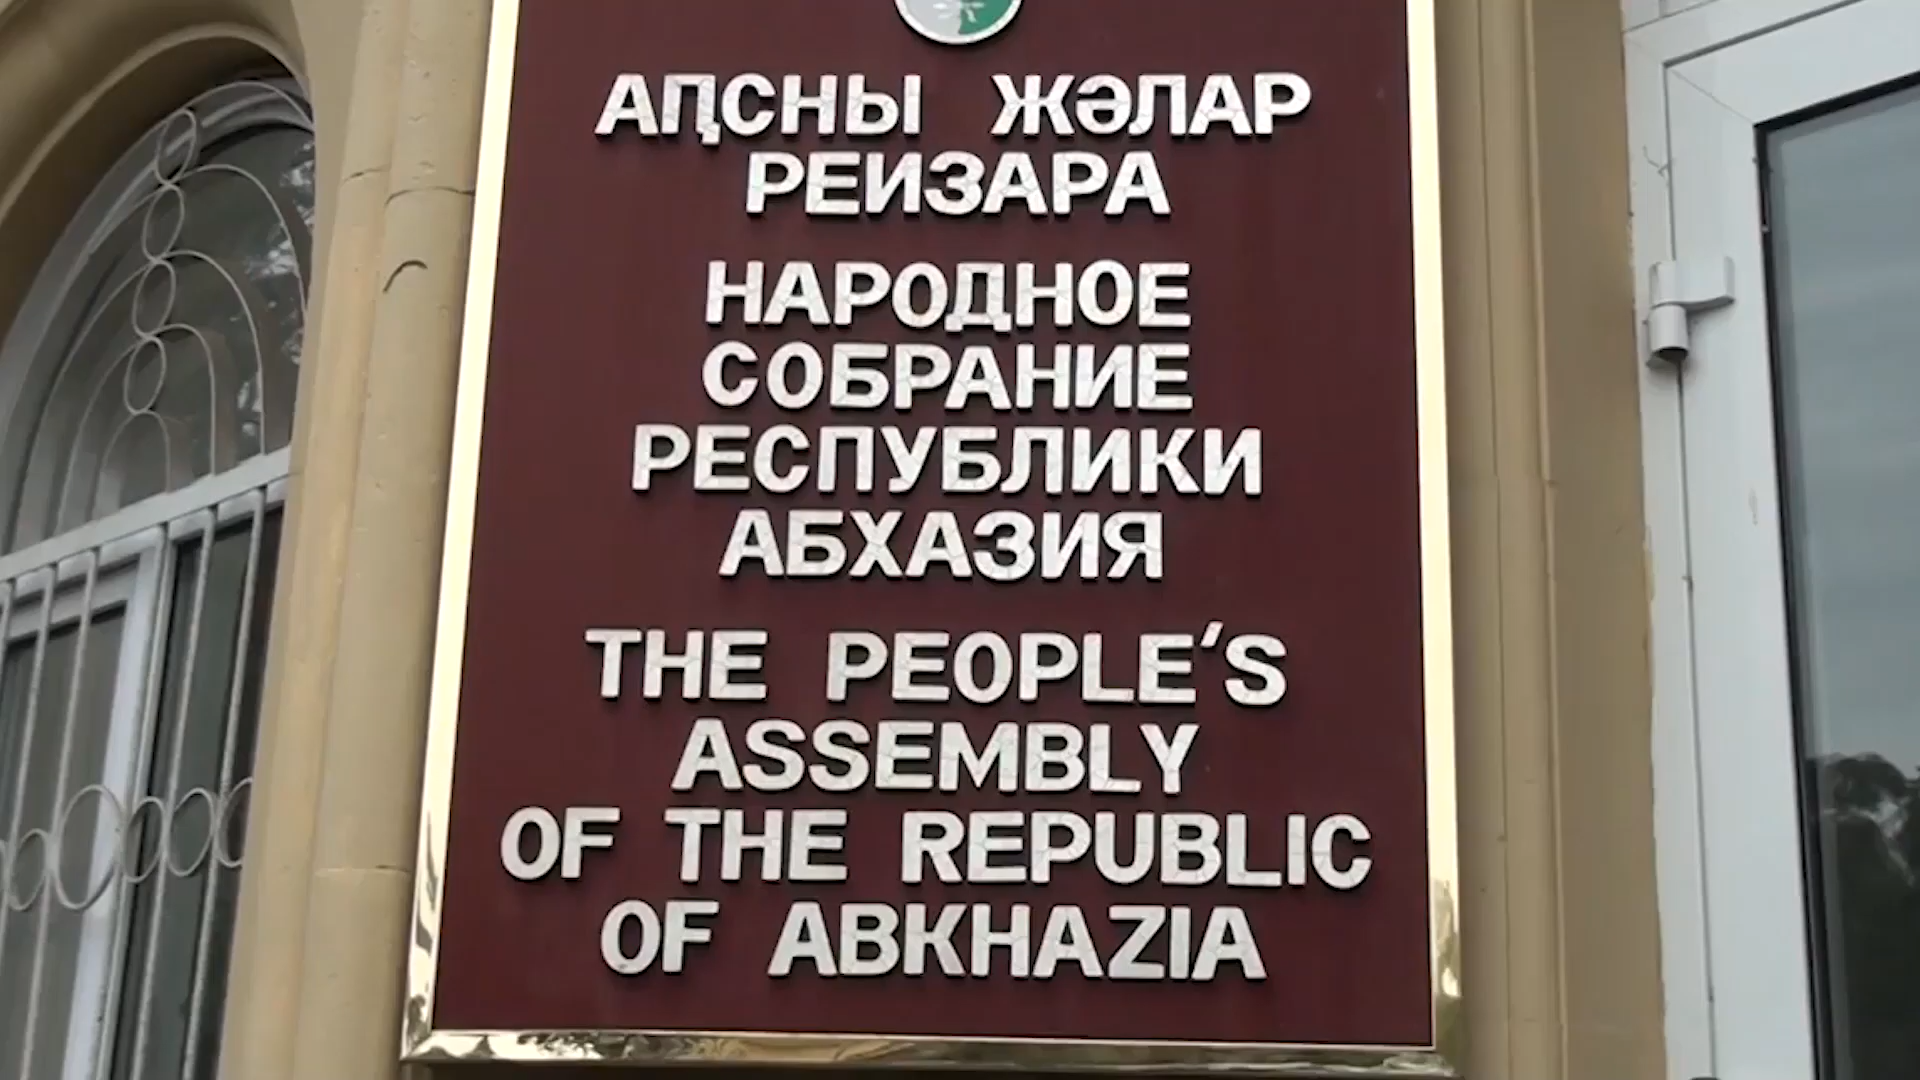 АԤСНЫ ЖӘЛАР
РЕИЗАРА
НАРОДНОЕ
СОБРАНИЕ
РЕСПУБЛИКИ
АБХАЗИЯ
THE PEOPLE'S
ASSEMBLY
OF THE REPUBLIC
OF ABKHAZIA